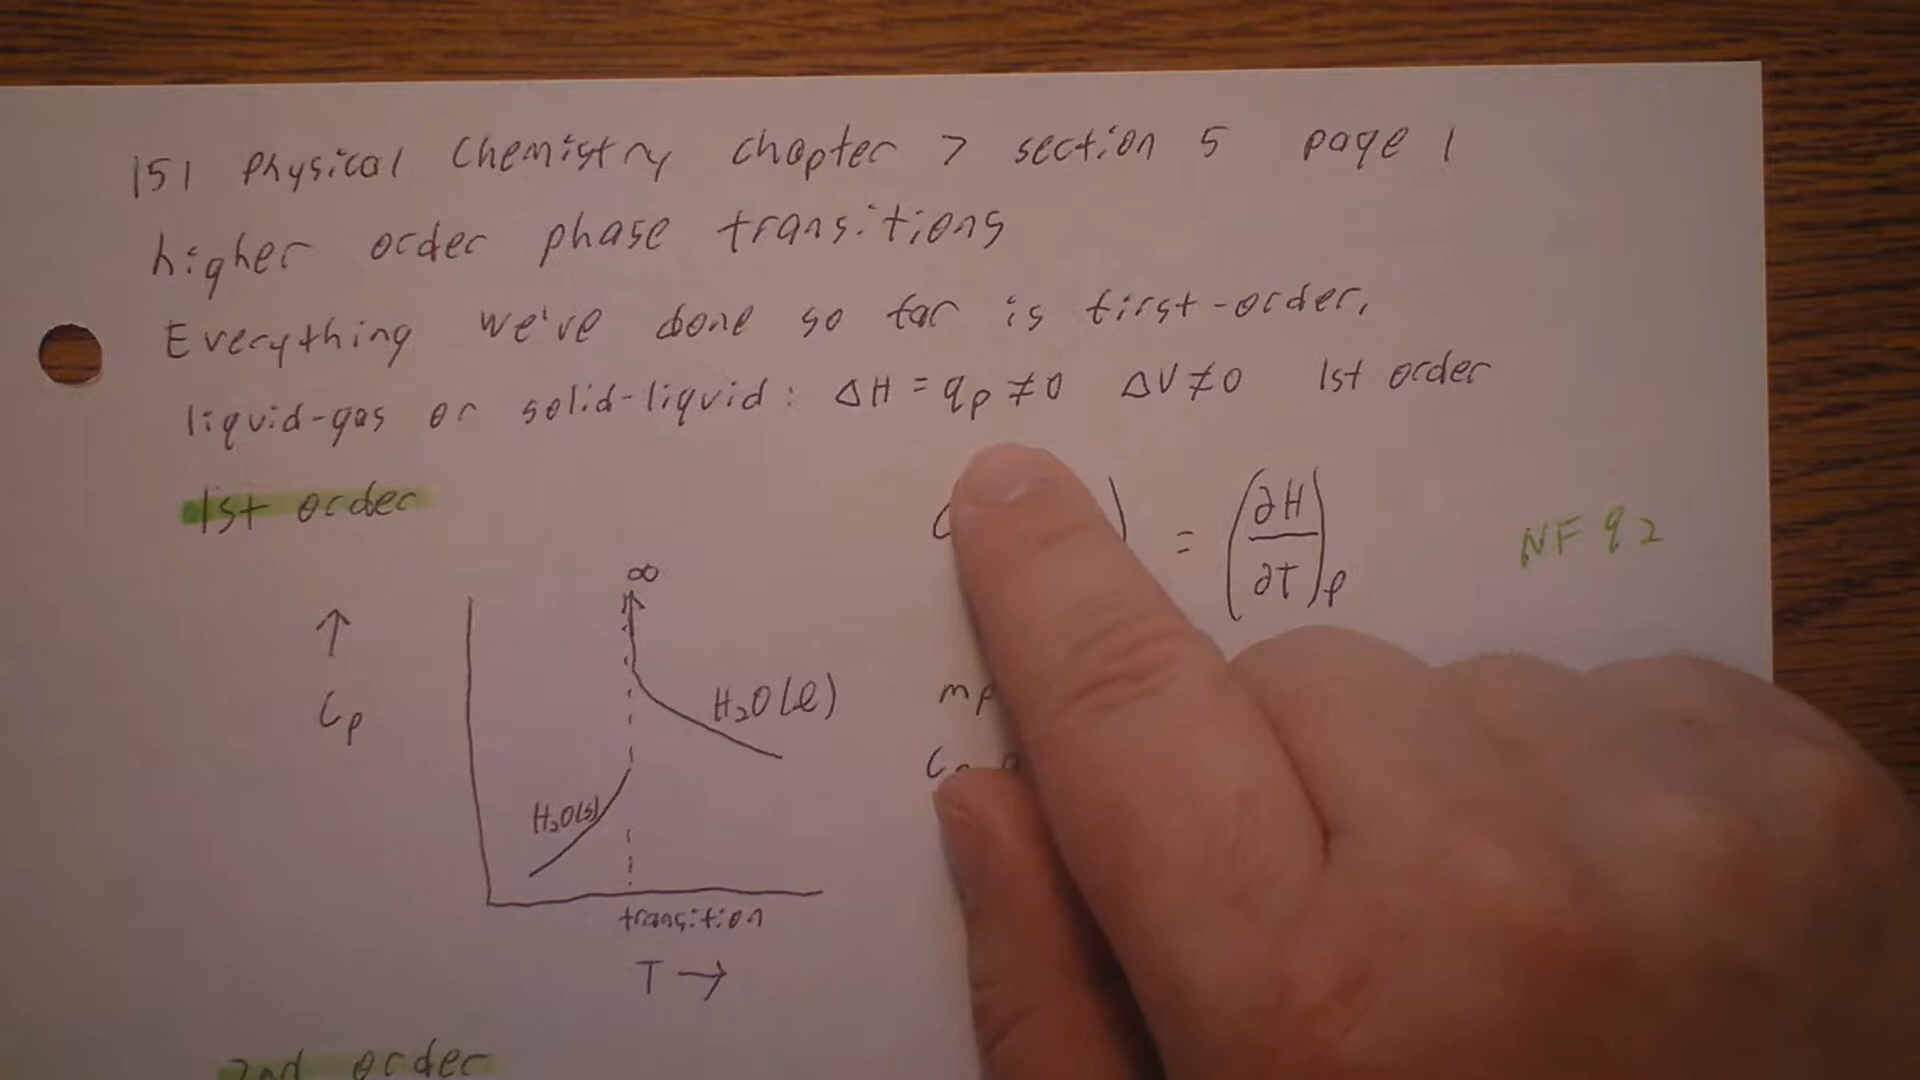 151 Physical Chemistry chapter 7 section 5 page 1
higher order phase transitions
Everything we've done so far is first-order,
liquid-gas or solid-liquid: ΔH = qₚ ≠ 0 ΔV ≠ 0 1st order
1st order
= (∂H/∂T)ₚ
NF 92
∞
↑
Cₚ
H₂O(l)
H₂O(s)
mp
transition
T →
2nd order